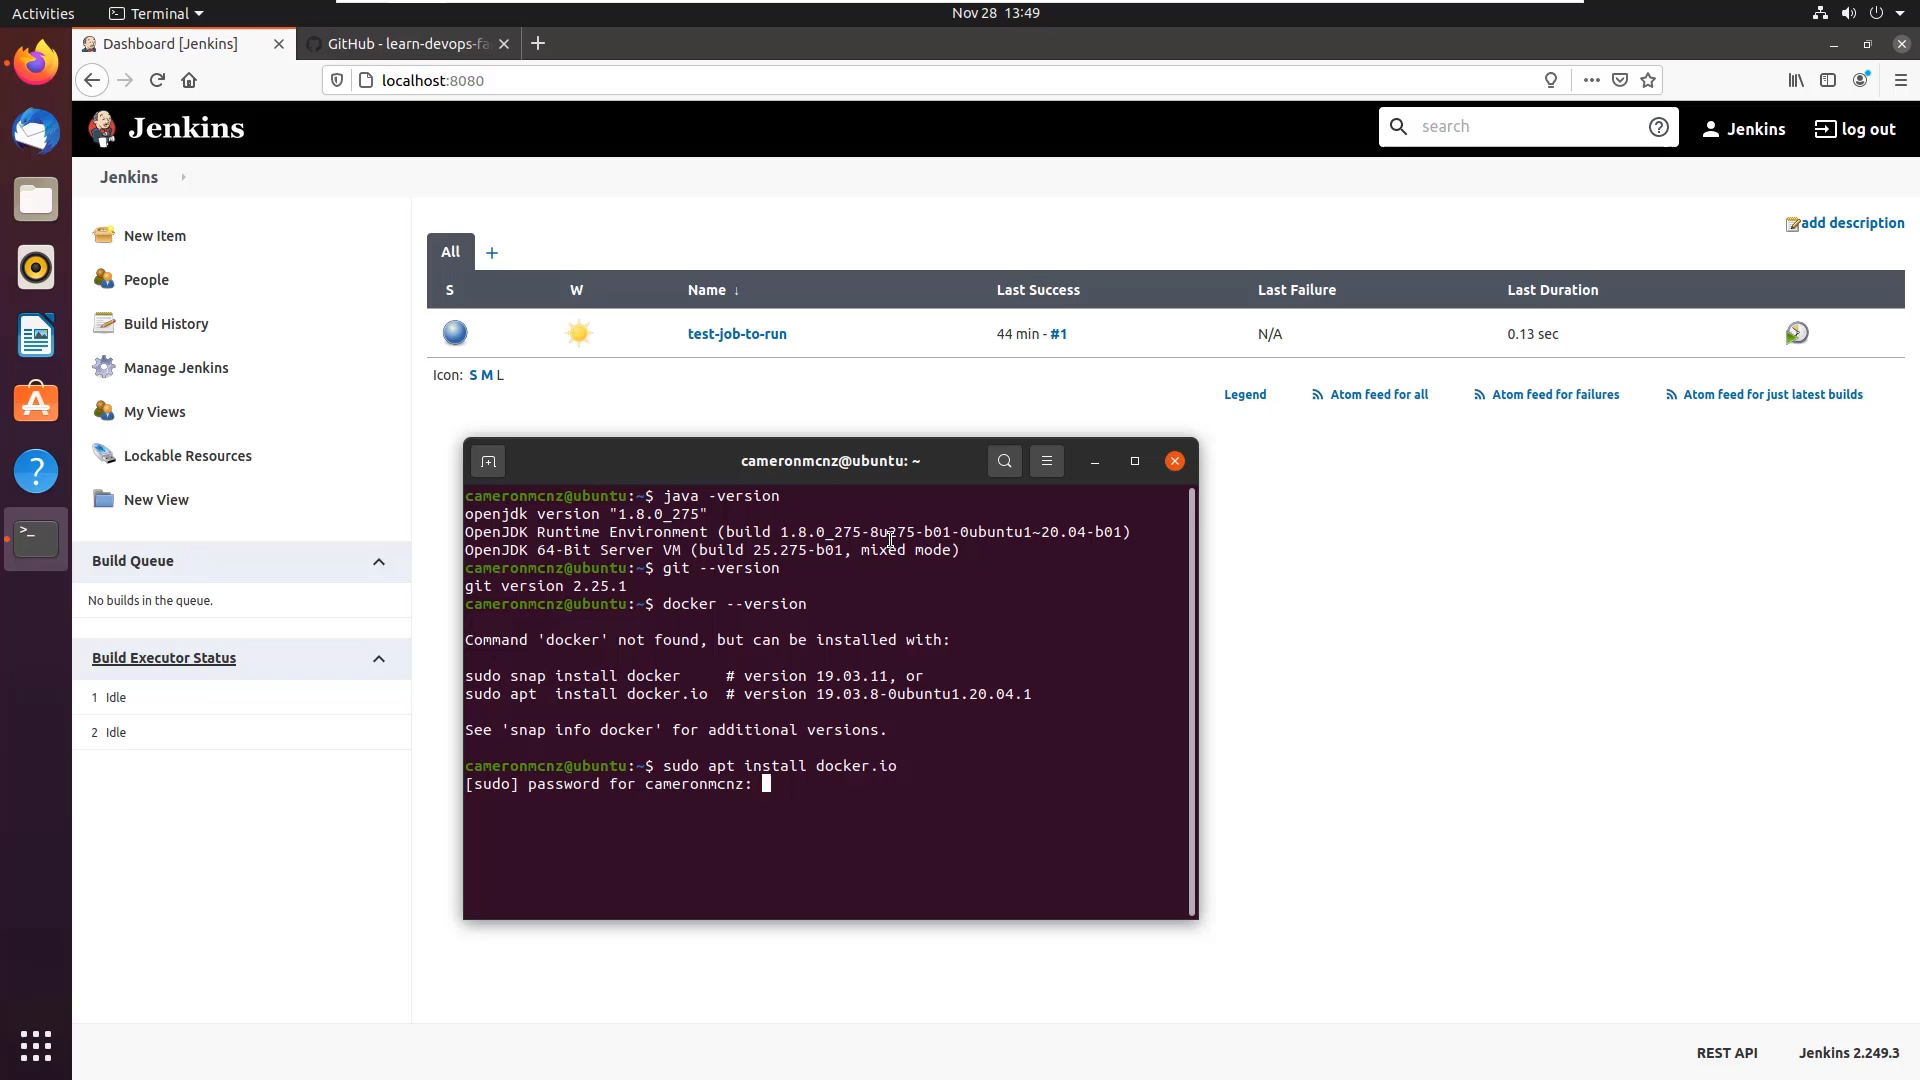 Activities
Terminal
Nov 28 13:49
Dashboard [Jenkins]
GitHub - learn-devops-fa
localhost:8080
Jenkins
search
Jenkins
log out
Jenkins
New Item
People
Build History
Manage Jenkins
My Views
Lockable Resources
New View
Build Queue
No builds in the queue.
Build Executor Status
1 Idle
2 Idle
add description
All +
S W Name ↓ Last Success Last Failure Last Duration
test-job-to-run 44 min - #1 N/A 0.13 sec
Icon: S M L
Legend Atom feed for all Atom feed for failures Atom feed for just latest builds
cameronmcnz@ubuntu: ~
cameronmcnz@ubuntu:~$ java -version
openjdk version "1.8.0_275"
OpenJDK Runtime Environment (build 1.8.0_275-8u275-b01-0ubuntu1~20.04-b01)
OpenJDK 64-Bit Server VM (build 25.275-b01, mixed mode)
cameronmcnz@ubuntu:~$ git --version
git version 2.25.1
cameronmcnz@ubuntu:~$ docker --version
Command 'docker' not found, but can be installed with:
sudo snap install docker     # version 19.03.11, or
sudo apt  install docker.io  # version 19.03.8-0ubuntu1.20.04.1
See 'snap info docker' for additional versions.
cameronmcnz@ubuntu:~$ sudo apt install docker.io
[sudo] password for cameronmcnz:
REST API Jenkins 2.249.3